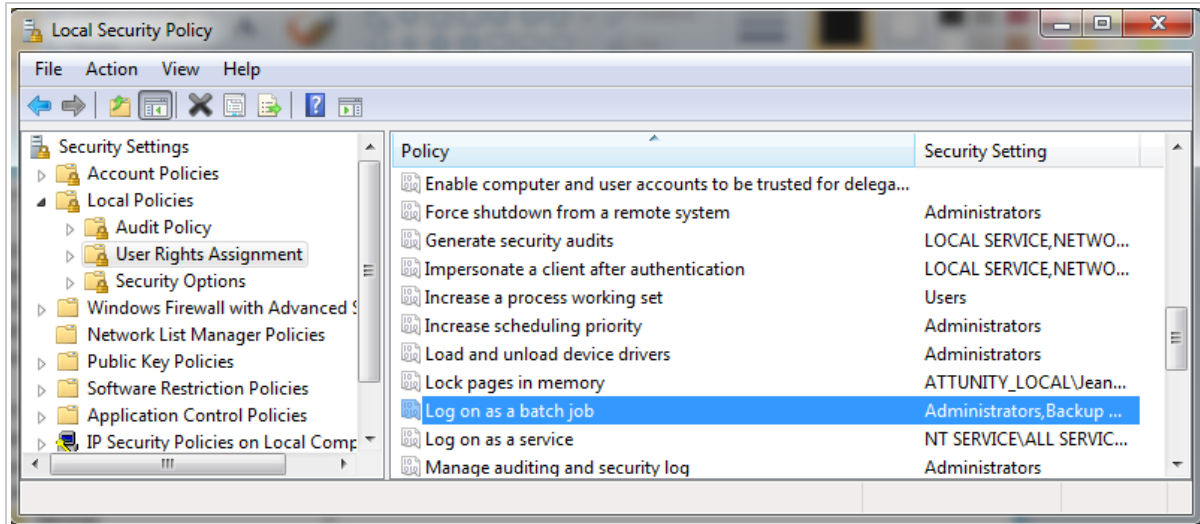 Local Security Policy
File Action View Help
Security Settings
Account Policies
Local Policies
Audit Policy
User Rights Assignment
Security Options
Windows Firewall with Advanced S
Network List Manager Policies
Public Key Policies
Software Restriction Policies
Application Control Policies
IP Security Policies on Local Comp
Policy Security Setting
Enable computer and user accounts to be trusted for delega...
Force shutdown from a remote system Administrators
Generate security audits LOCAL SERVICE,NETWO...
Impersonate a client after authentication LOCAL SERVICE,NETWO...
Increase a process working set Users
Increase scheduling priority Administrators
Load and unload device drivers Administrators
Lock pages in memory ATTUNITY_LOCAL\Jean...
Log on as a batch job Administrators,Backup ...
Log on as a service NT SERVICE\ALL SERVIC...
Manage auditing and security log Administrators